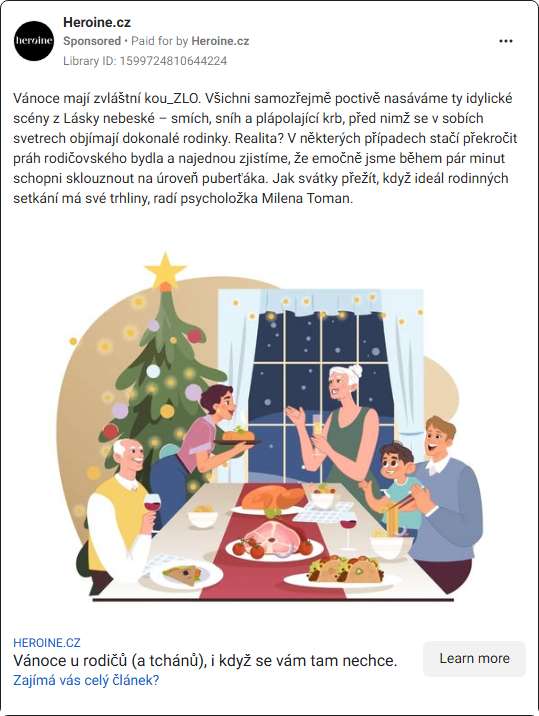 Heroine.cz
heroine
Sponsored • Paid for by Heroine.cz
Library ID: 1599724810644224
Vánoce mají zvláštní kou_ZLO. Všichni samozřejmě poctivě nasáváme ty idylické
scény z Lásky nebeské – smích, sníh a plápolající krb, před nímž se v sobích
svetrech objímají dokonalé rodinky. Realita? V některých případech stačí překročit
práh rodičovského bydla a najednou zjistíme, že emočně jsme během pár minut
schopni sklouznout na úroveň puberťáka. Jak svátky přežít, když ideál rodinných
setkání má své trhliny, radí psycholožka Milena Toman.
HEROINE.CZ
Vánoce u rodičů (a tchánů), i když se vám tam nechce.
Zajímá vás celý článek?
Learn more